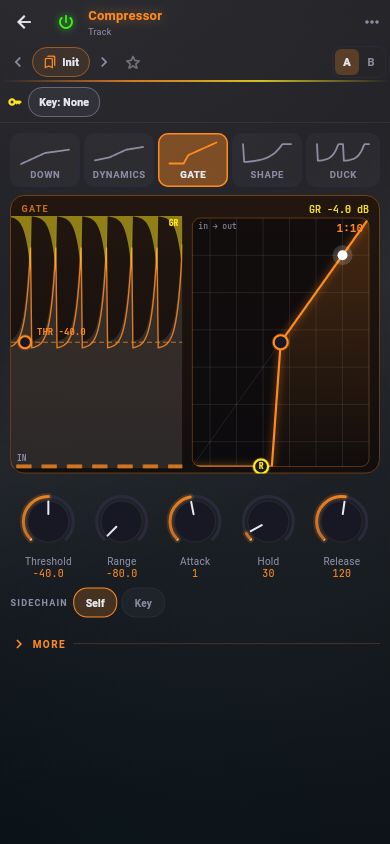 Compressor
Track
Init
A B
Key: None
DOWN DYNAMICS GATE SHAPE DUCK
GATE GR -4.0 dB
GR
in → out 1:10
THR -40.0
IN
R
Threshold Range Attack Hold Release
-40.0 -80.0 1 30 120
SIDECHAIN Self Key
MORE